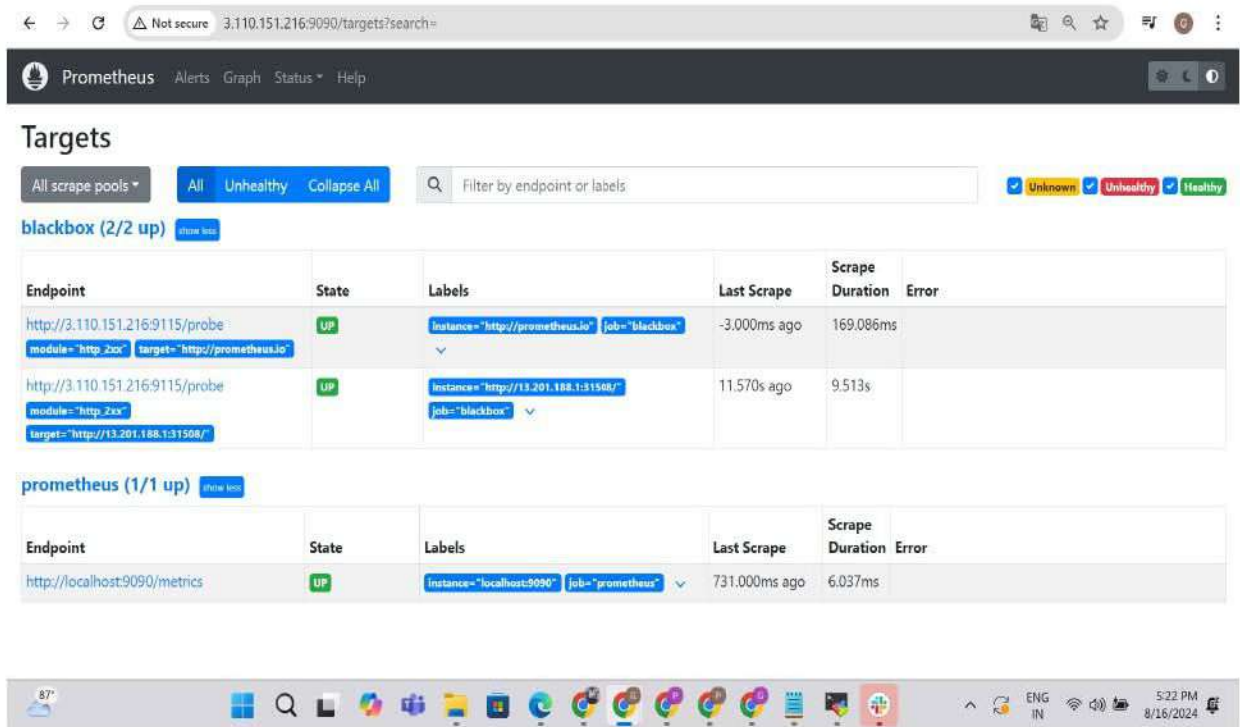 Not secure 3.110.151.216:9090/targets?search=
G
Prometheus Alerts Graph Status Help
Targets
All scrape pools All Unhealthy Collapse All Filter by endpoint or labels Unknown Unhealthy Healthy
blackbox (2/2 up) show less
Endpoint State Labels Last Scrape Scrape Duration Error
http://3.110.151.216:9115/probe UP instance="http://prometheus.io" job="blackbox" -3.000ms ago 169.086ms
module="http_2xx" target="http://prometheus.io"
http://3.110.151.216:9115/probe UP instance="http://13.201.188.1:31508/" 11.570s ago 9.513s
module="http_2xx" job="blackbox"
target="http://13.201.188.1:31508/"
prometheus (1/1 up) show less
Endpoint State Labels Last Scrape Scrape Duration Error
http://localhost:9090/metrics UP instance="localhost:9090" job="prometheus" 731.000ms ago 6.037ms
87° ENG 5:22 PM
IN 8/16/2024